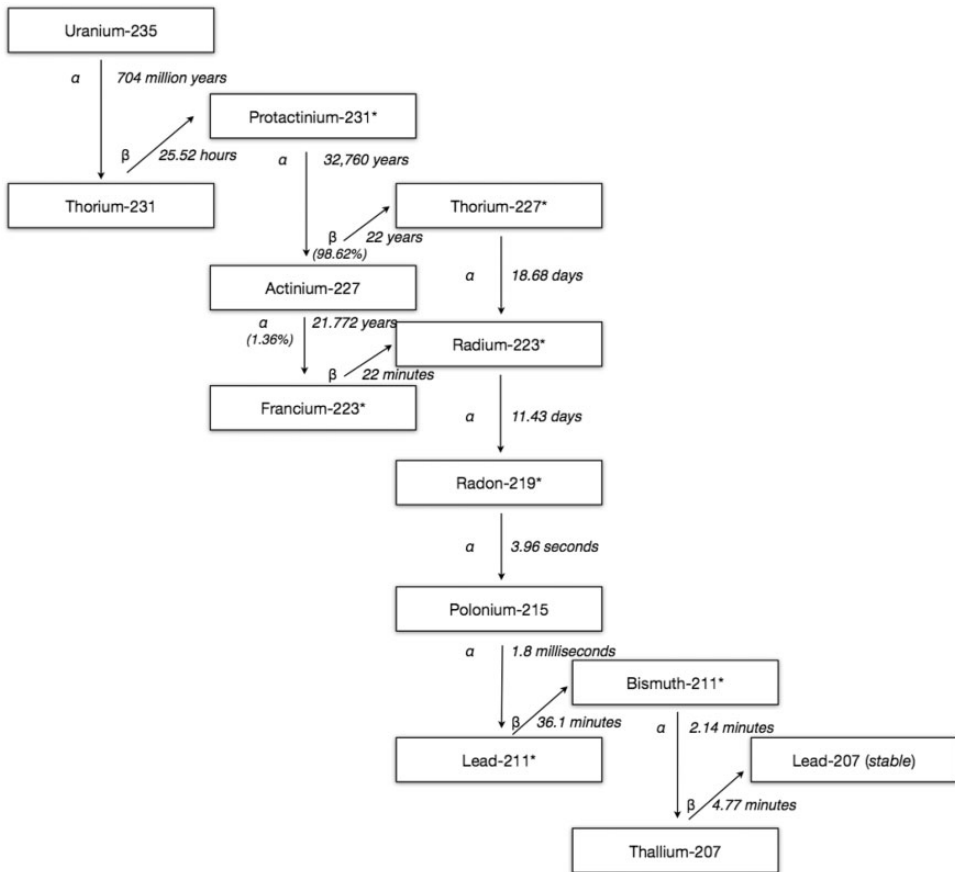 Uranium-235
α 704 million years
Protactinium-231*
β 25.52 hours
α 32,760 years
Thorium-231
Thorium-227*
β 22 years
(98.62%)
α 18.68 days
Actinium-227
α 21.772 years
(1.36%)
Radium-223*
β 22 minutes
Francium-223*
α 11.43 days
Radon-219*
α 3.96 seconds
Polonium-215
α 1.8 milliseconds
Bismuth-211*
β 36.1 minutes
α 2.14 minutes
Lead-211*
Lead-207 (stable)
β 4.77 minutes
Thallium-207